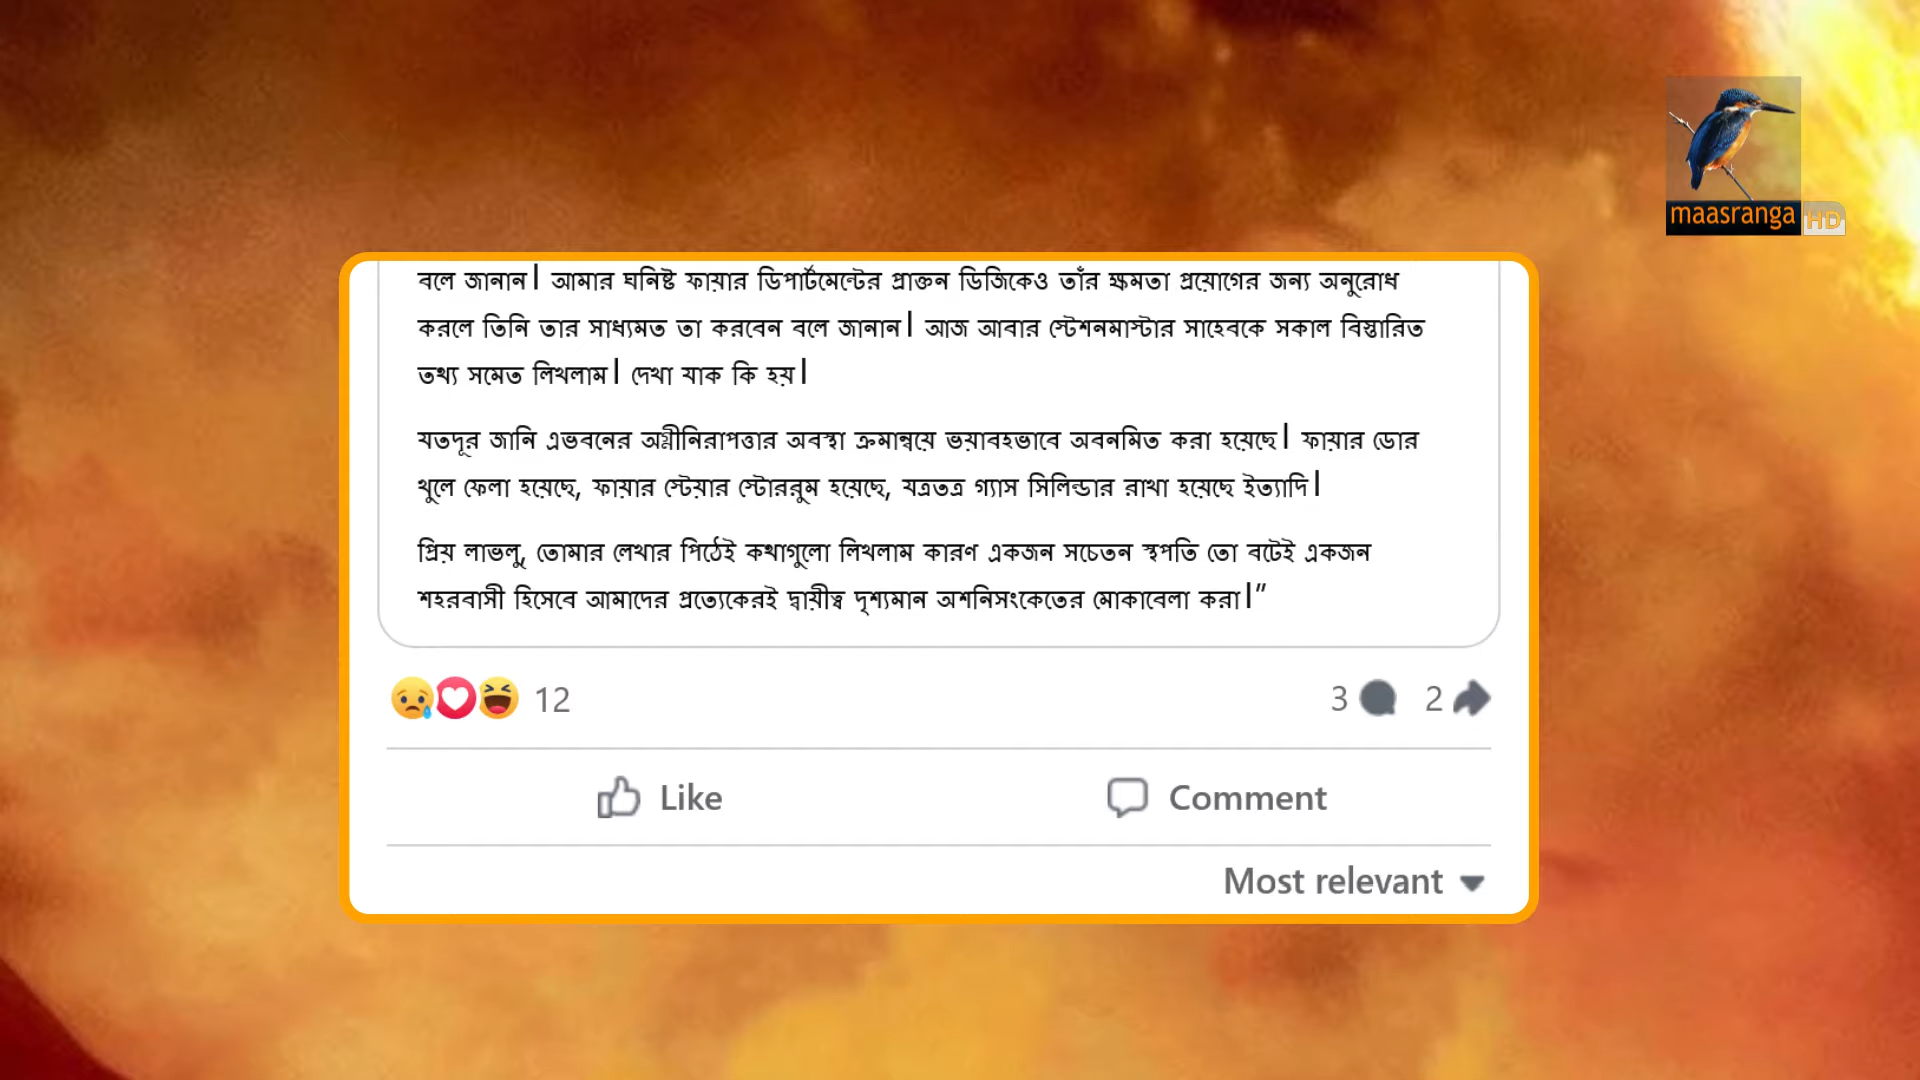 maasranga HD
বলে জানান| আমার ঘনিষ্ট ফায়ার ডিপার্টমেন্টের প্রাক্তন ডিজিকেও তাঁর ক্ষমতা প্রয়োগের জন্য অনুরোধ
করলে তিনি তার সাধ্যমত তা করবেন বলে জানান| আজ আবার স্টেশনমাস্টার সাহেবকে সকাল বিস্তারিত
তথ্য সমেত লিখলাম| দেখা যাক কি হয়|
যতদূর জানি এভবনের অগ্নীনিরাপত্তার অবস্থা ক্রমান্বয়ে ভয়াবহভাবে অবনমিত করা হয়েছে| ফায়ার ডোর
খুলে ফেলা হয়েছে, ফায়ার স্টেয়ার স্টোররুম হয়েছে, যত্রতত্র গ্যাস সিলিন্ডার রাখা হয়েছে ইত্যাদি|
প্রিয় লাভলু, তোমার লেখার পিঠেই কথাগুলো লিখলাম কারণ একজন সচেতন স্থপতি তো বটেই একজন
শহরবাসী হিসেবে আমাদের প্রত্যেকেরই দ্বায়ীত্ব দৃশ্যমান অশনিসংকেতের মোকাবেলা করা|”
12 3 2
Like Comment
Most relevant